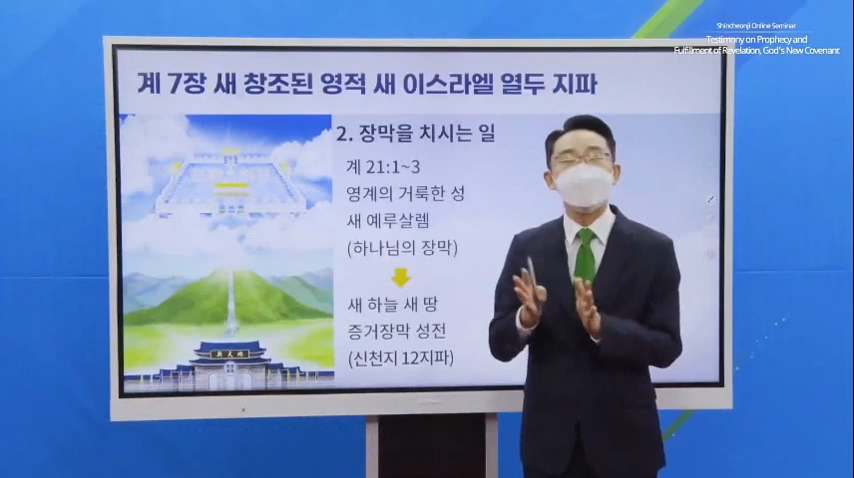 Shincheonji Online Seminar
Testimony on Prophecy and
Fulfillment of Revelation, God's New Covenant
계 7장 새 창조된 영적 새 이스라엘 열두 지파
2. 장막을 치시는 일
계 21:1~3
영계의 거룩한 성
새 예루살렘
(하나님의 장막)
새 하늘 새 땅
증거장막 성전
(신천지 12지파)